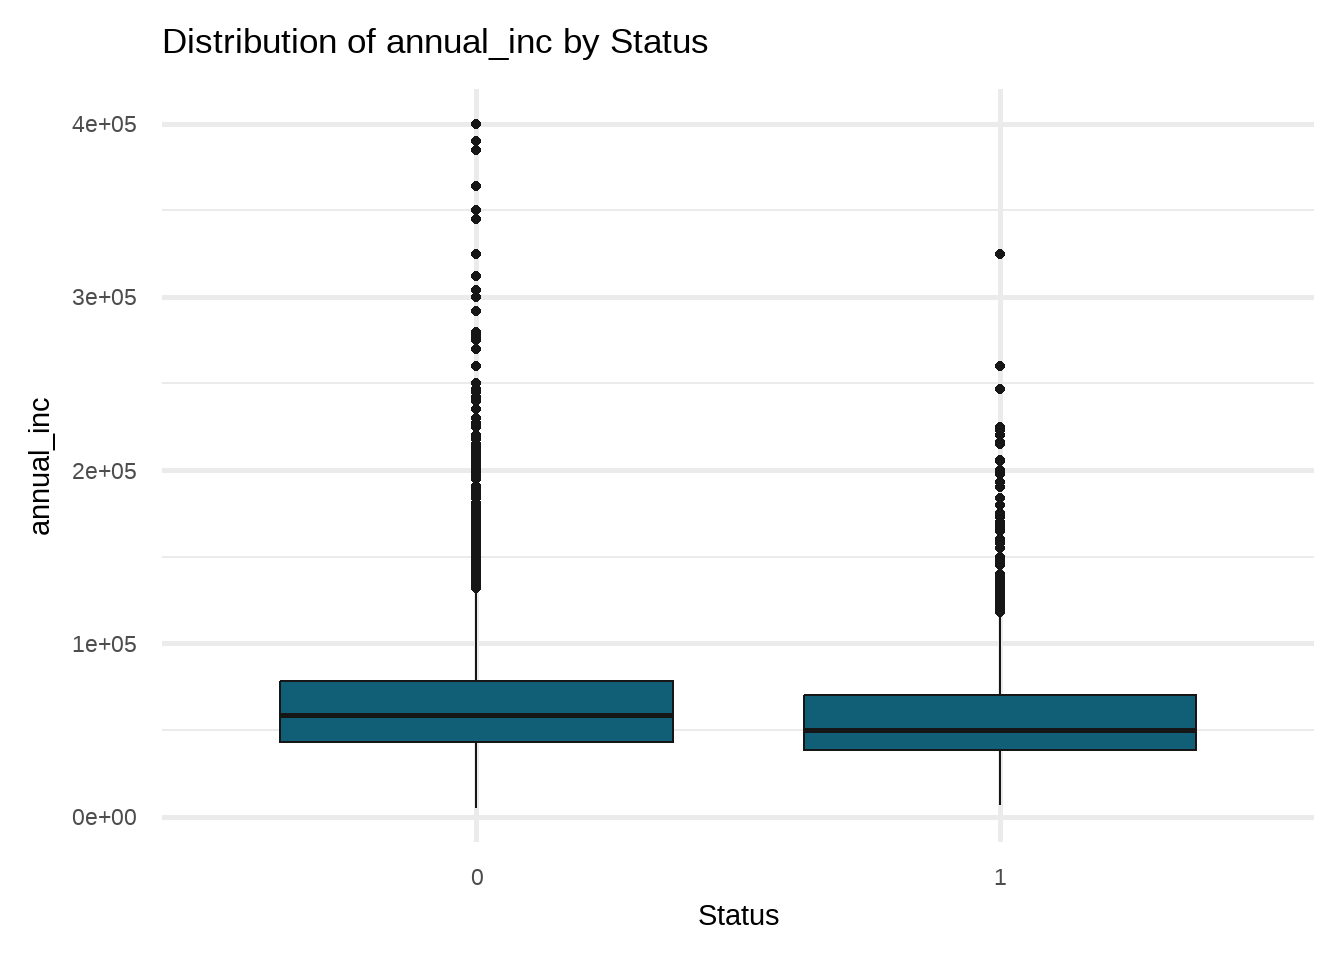 Distribution of annual_inc by Status
4e+05
3e+05
2e+05
1e+05
0e+00
annual_inc
0 1
Status